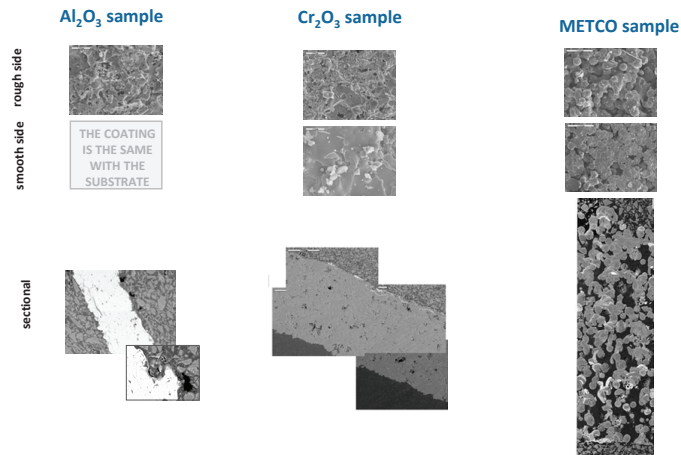 Al₂O₃ sample
Cr₂O₃ sample
METCO sample
rough side
smooth side
THE COATING
IS THE SAME
WITH THE
SUBSTRATE
sectional